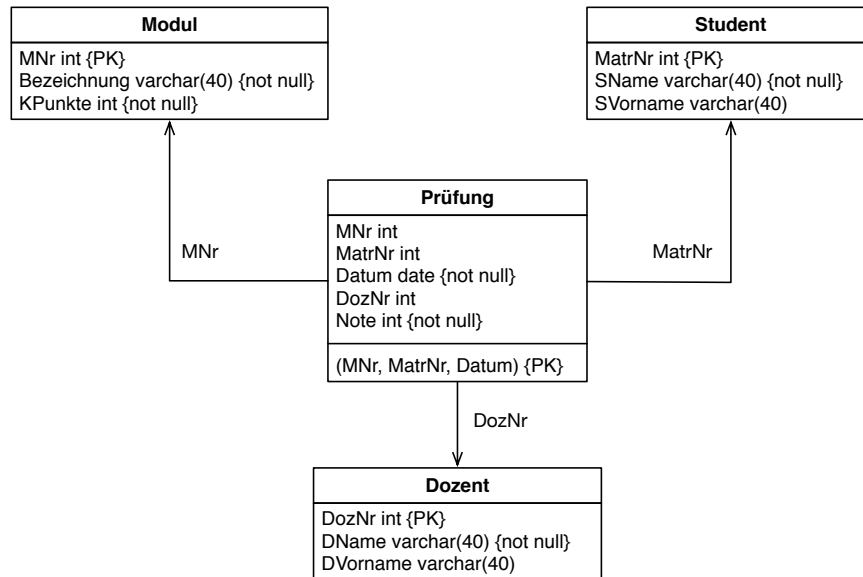 Modul
MNr int {PK}
Bezeichnung varchar(40) {not null}
KPunkte int {not null}
Student
MatrNr int {PK}
SName varchar(40) {not null}
SVorname varchar(40)
Prüfung
MNr int
MatrNr int
Datum date {not null}
DozNr int
Note int {not null}
(MNr, MatrNr, Datum) {PK}
MNr
MatrNr
DozNr
Dozent
DozNr int {PK}
DName varchar(40) {not null}
DVorname varchar(40)